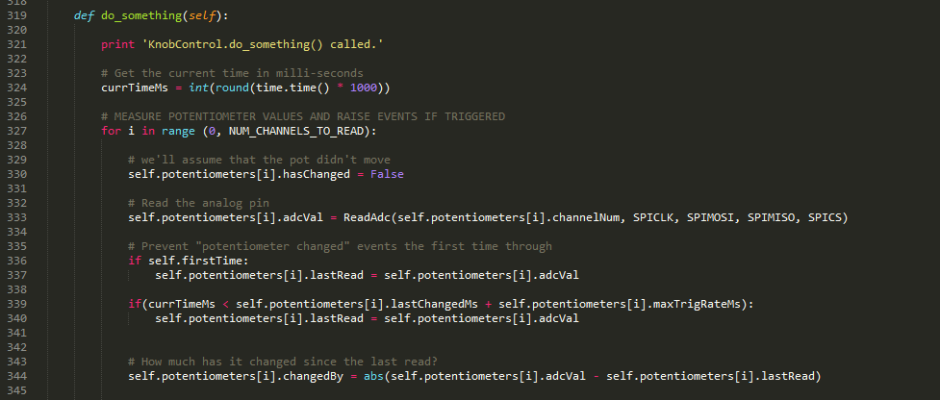 318
319 def do_something(self):
320
321 print 'KnobControl.do_something() called.'
322
323 # Get the current time in milli-seconds
324 currTimeMs = int(round(time.time() * 1000))
325
326 # MEASURE POTENTIOMETER VALUES AND RAISE EVENTS IF TRIGGERED
327 for i in range (0, NUM_CHANNELS_TO_READ):
328
329 # we'll assume that the pot didn't move
330 self.potentiometers[i].hasChanged = False
331
332 # Read the analog pin
333 self.potentiometers[i].adcVal = ReadAdc(self.potentiometers[i].channelNum, SPICLK, SPIMOSI, SPIMISO, SPICS)
334
335 # Prevent "potentiometer changed" events the first time through
336 if self.firstTime:
337 self.potentiometers[i].lastRead = self.potentiometers[i].adcVal
338
339 if(currTimeMs < self.potentiometers[i].lastChangedMs + self.potentiometers[i].maxTrigRateMs):
340 self.potentiometers[i].lastRead = self.potentiometers[i].adcVal
341
342
343 # How much has it changed since the last read?
344 self.potentiometers[i].changedBy = abs(self.potentiometers[i].adcVal - self.potentiometers[i].lastRead)
345